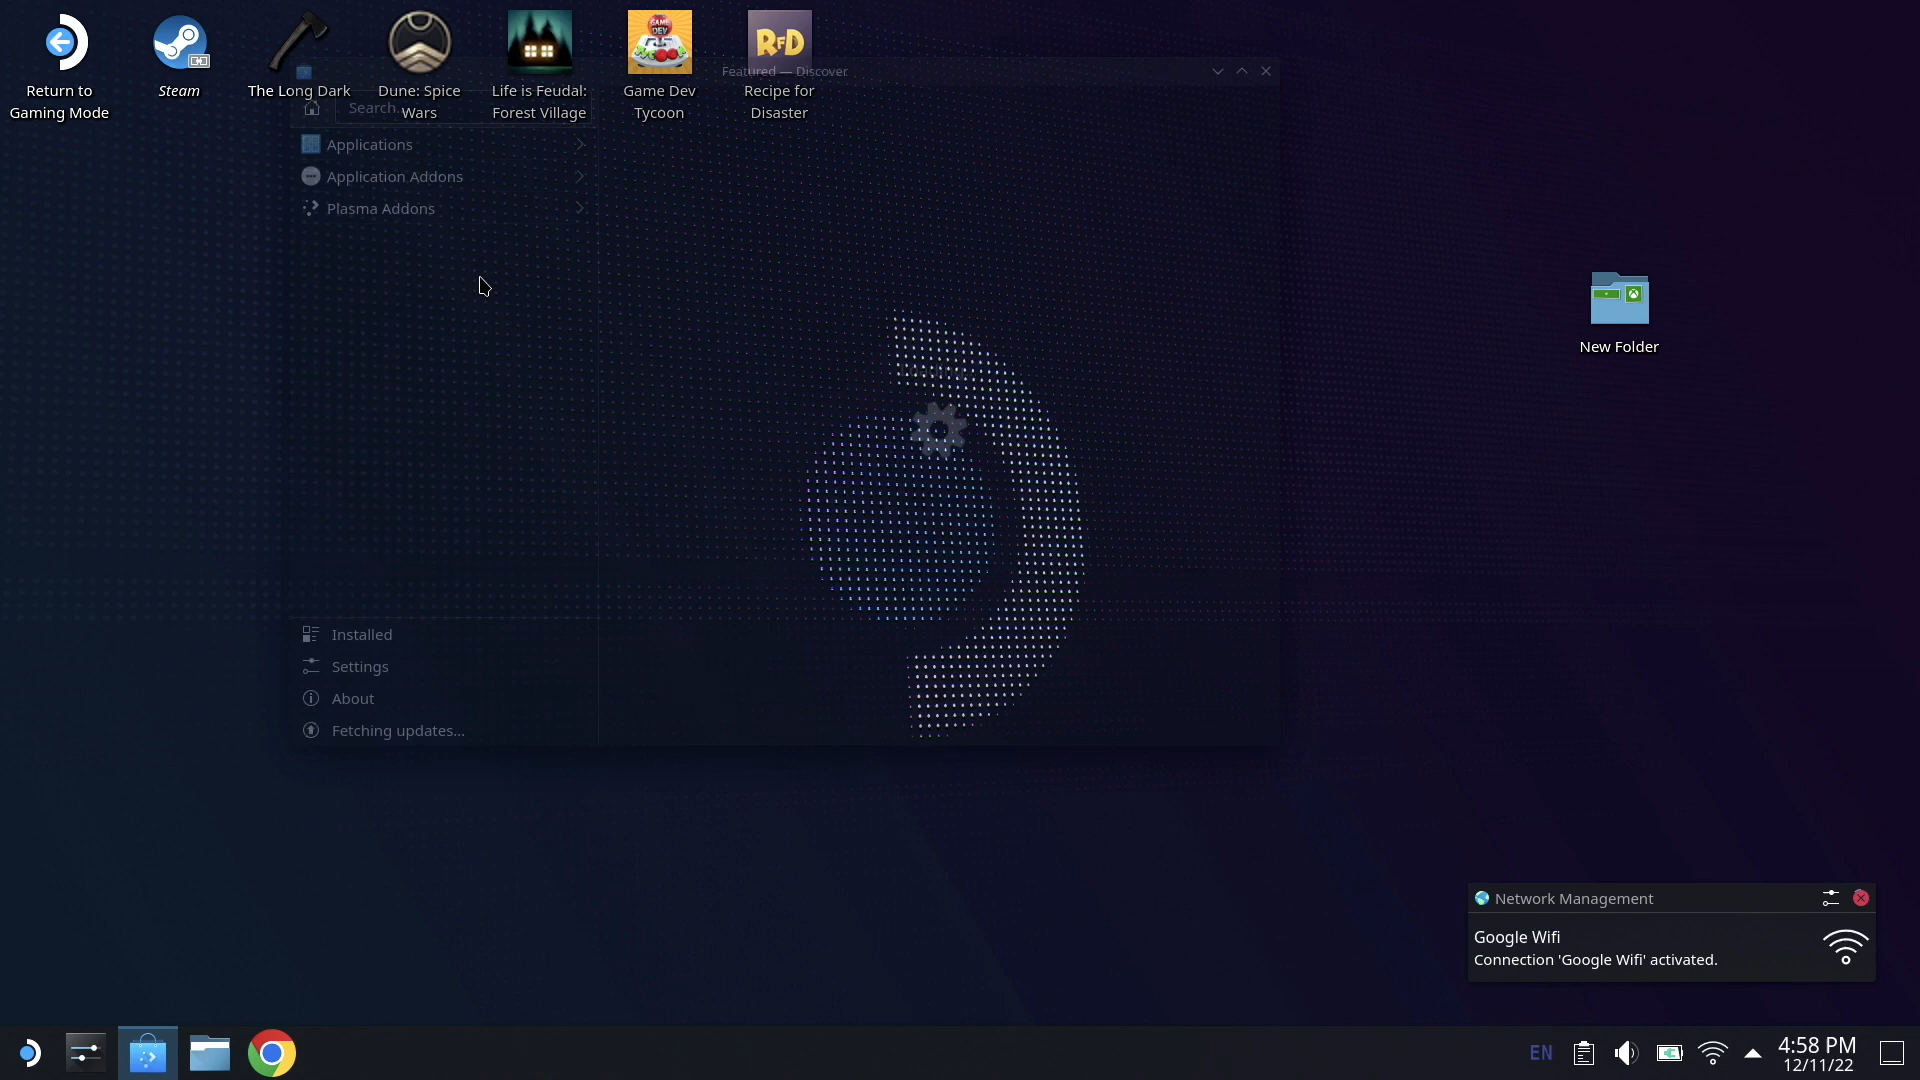 Return to
Gaming Mode
Steam
The Long Dark
Dune: Spice
Wars
Life is Feudal:
Forest Village
GAME DEV
Game Dev
Tycoon
RFD
Recipe for
Disaster
Featured — Discover
Search...
Applications
Application Addons
Plasma Addons
Installed
Settings
About
Fetching updates...
New Folder
Network Management
Google Wifi
Connection 'Google Wifi' activated.
EN
4:58 PM
12/11/22